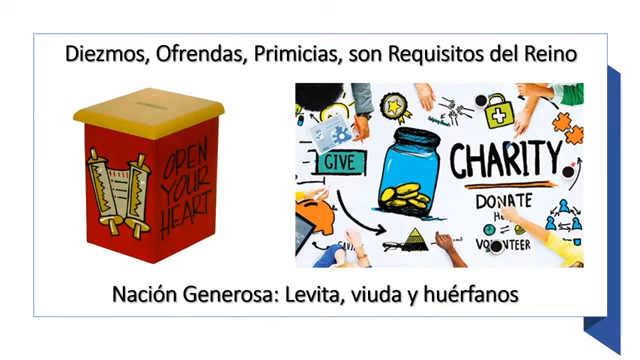 Diezmos, Ofrendas, Primicias, son Requisitos del Reino
OPEN
YOUR
HEART
GIVE
CHARITY
DONATE
VOLUNTEER
Nación Generosa: Levita, viuda y huérfanos